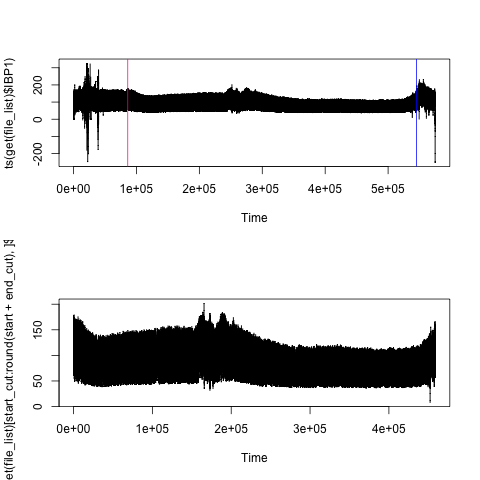 ts(get(file_list)$IBP1)
-200 0 200
0e+00 1e+05 2e+05 3e+05 4e+05 5e+05
Time
et(file_list)[start_cut:round(start + end_cut), ]$
0 50 150
0e+00 1e+05 2e+05 3e+05 4e+05
Time